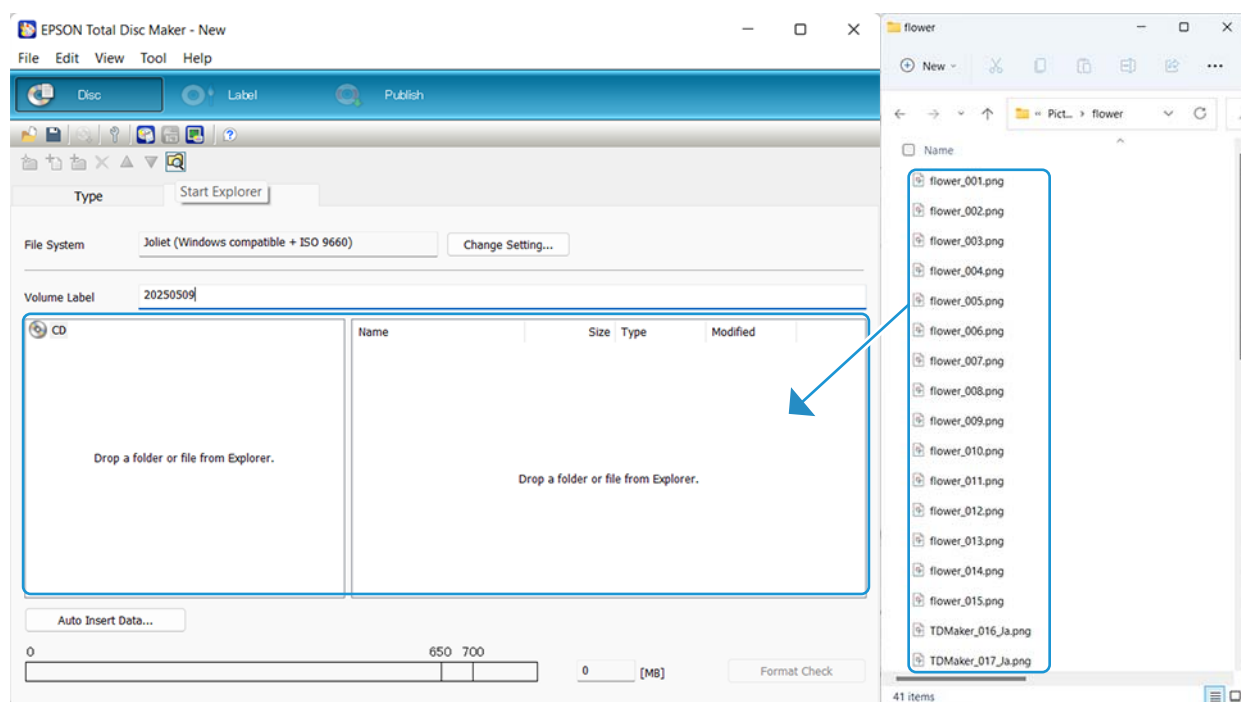 EPSON Total Disc Maker - New
File Edit View Tool Help
Disc Label Publish
Type Start Explorer
File System Joliet (Windows compatible + ISO 9660) Change Setting...
Volume Label 20250509
CD
Drop a folder or file from Explorer.
Name Size Type Modified
Drop a folder or file from Explorer.
Auto Insert Data...
0 650 700
0 [MB] Format Check
flower
New
« Pict... › flower
Name
flower_001.png
flower_002.png
flower_003.png
flower_004.png
flower_005.png
flower_006.png
flower_007.png
flower_008.png
flower_009.png
flower_010.png
flower_011.png
flower_012.png
flower_013.png
flower_014.png
flower_015.png
TDMaker_016_Ja.png
TDMaker_017_Ja.png
41 items